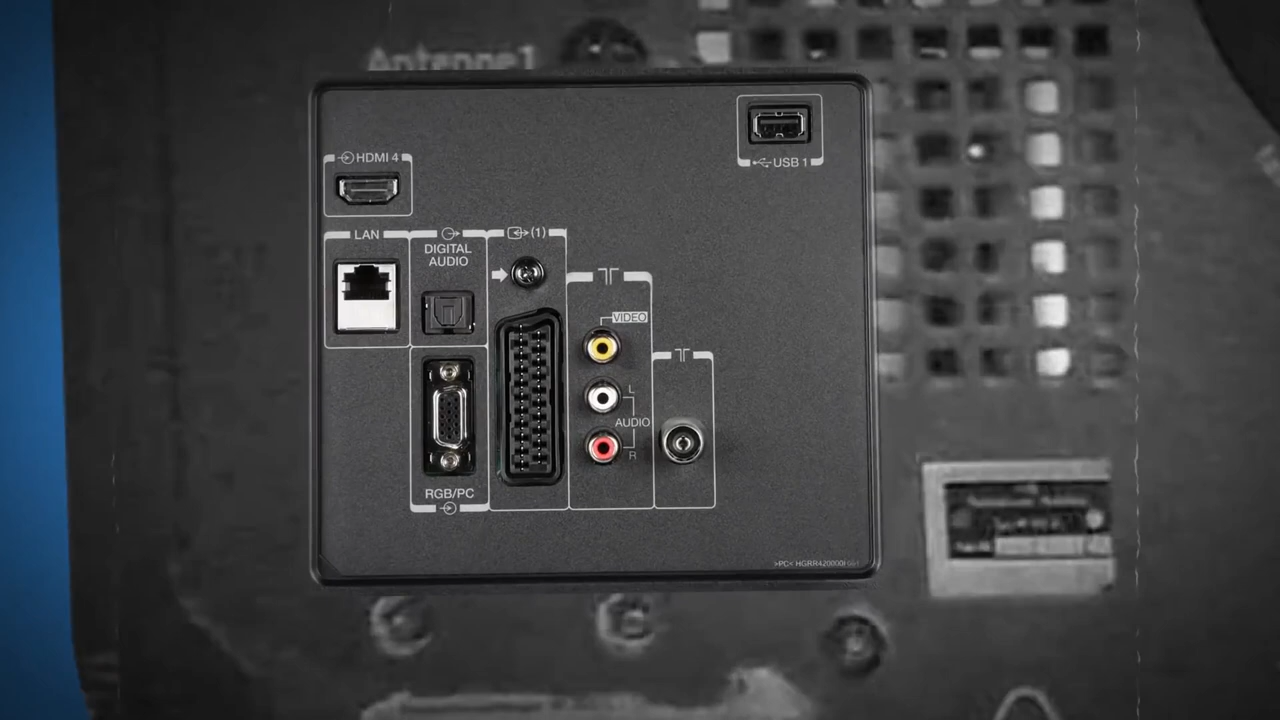 Antenne1
USB 1
HDMI 4
LAN
DIGITAL
AUDIO
(1)
VIDEO
L
AUDIO
R
RGB/PC